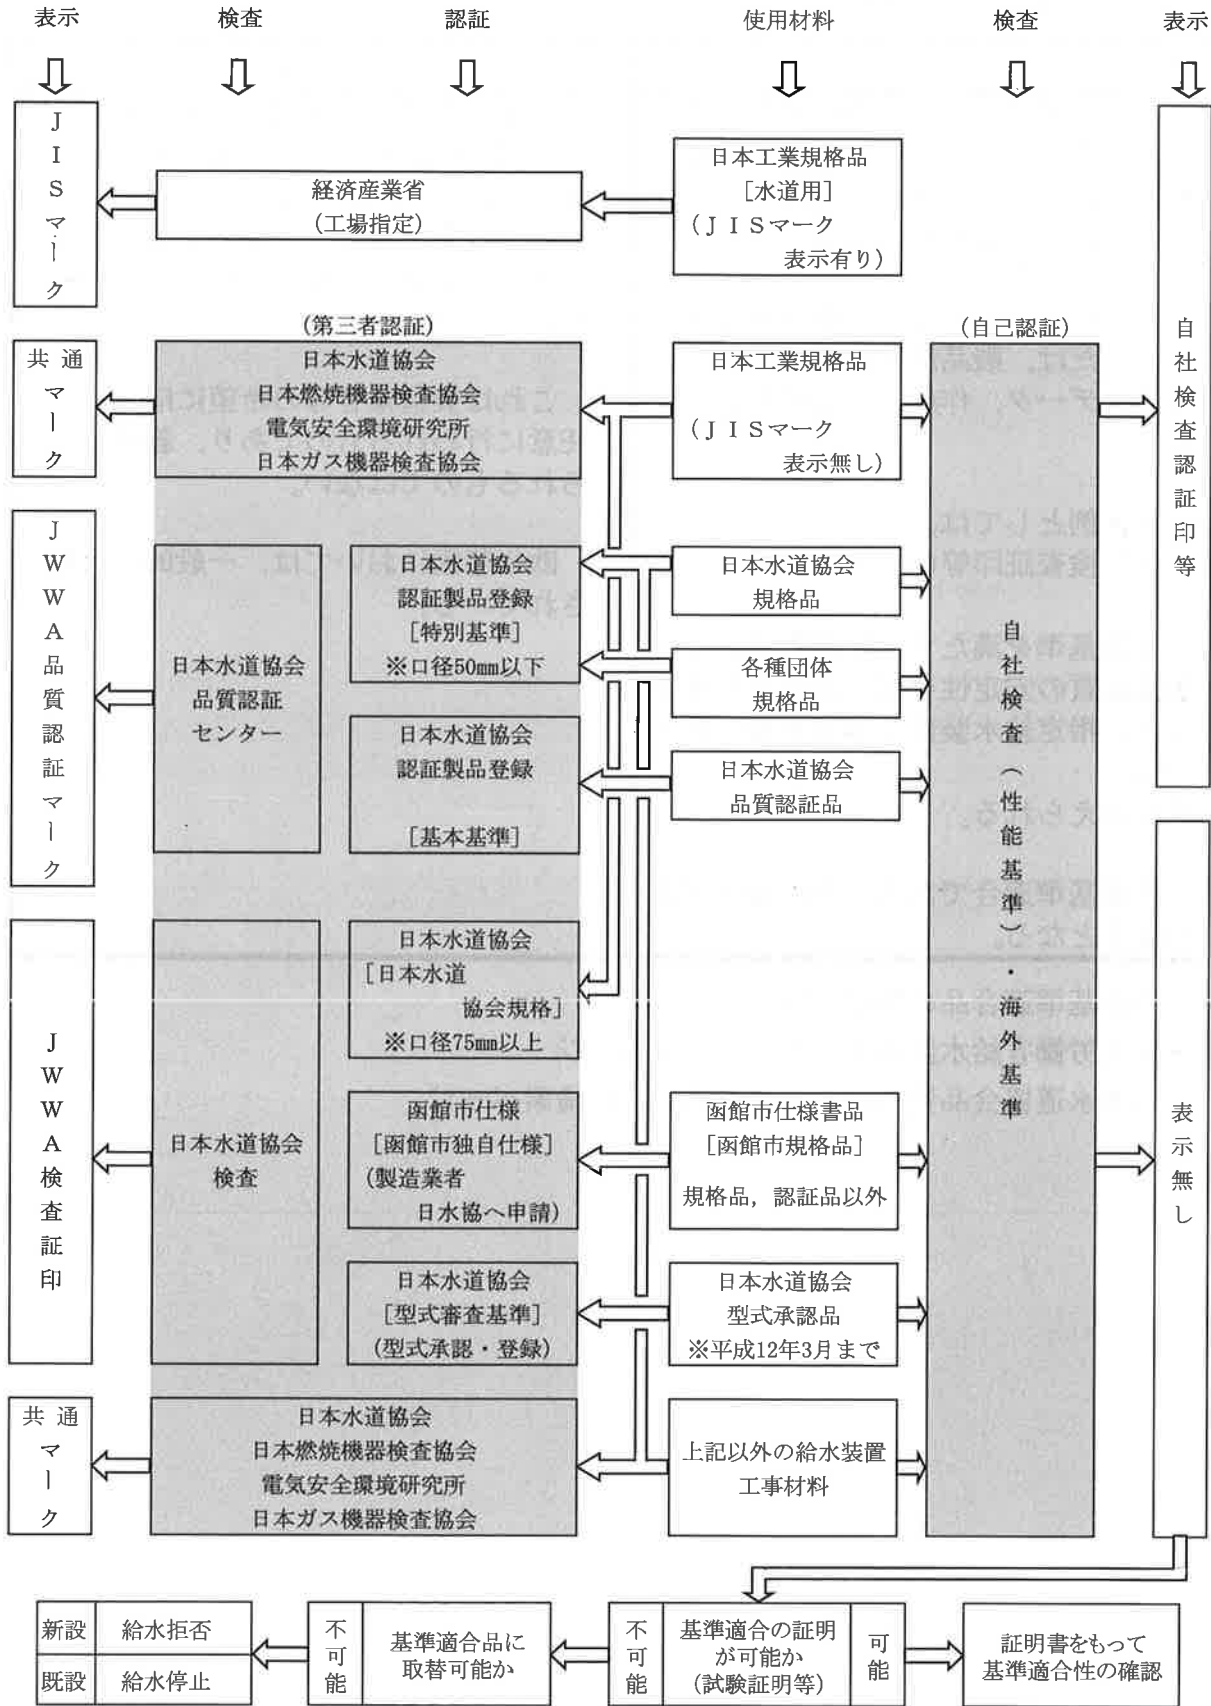 表示
検査
認証
使用材料
検査
表示
JISマーク
経済産業省
(工場指定)
日本工業規格品
[水道用]
(JISマーク
表示有り)
自社検査認証印等
(第三者認証)
(自己認証)
共通マーク
日本水道協会
日本燃焼機器検査協会
電気安全環境研究所
日本ガス機器検査協会
日本工業規格品
(JISマーク
表示無し)
自社検査(性能基準)・海外基準
JWWA品質認証マーク
日本水道協会
品質認証
センター
日本水道協会
認証製品登録
[特別基準]
※口径50㎜以下
日本水道協会
規格品
各種団体
規格品
日本水道協会
認証製品登録
[基本基準]
日本水道協会
品質認証品
JWWA検査証印
日本水道協会
検査
日本水道協会
[日本水道
協会規格]
※口径75㎜以上
函館市仕様
[函館市独自仕様]
(製造業者
日水協へ申請)
函館市仕様書品
[函館市規格品]
規格品，認証品以外
表示無し
日本水道協会
[型式審査基準]
(型式承認・登録)
日本水道協会
型式承認品
※平成12年3月まで
共通マーク
日本水道協会
日本燃焼機器検査協会
電気安全環境研究所
日本ガス機器検査協会
上記以外の給水装置
工事材料
新設
給水拒否
既設
給水停止
不可能
基準適合品に
取替可能か
不可能
基準適合の証明
が可能か
(試験証明等)
可能
証明書をもって
基準適合性の確認